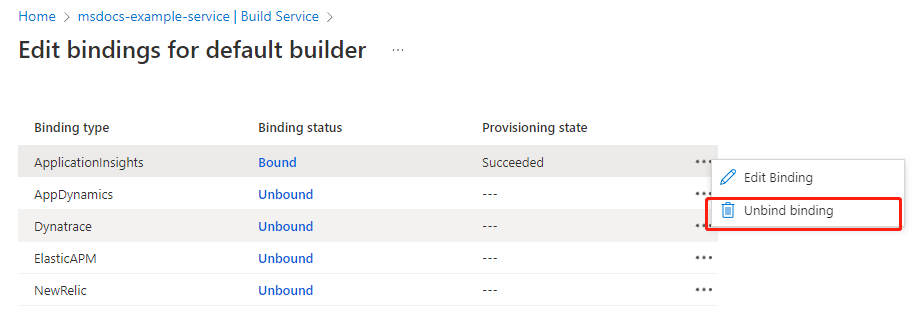 Home > msdocs-example-service | Build Service >
Edit bindings for default builder ...
Binding type Binding status Provisioning state
ApplicationInsights Bound Succeeded ...
AppDynamics Unbound --- ...
Dynatrace Unbound --- ...
ElasticAPM Unbound --- ...
NewRelic Unbound --- ...
Edit Binding
Unbind binding